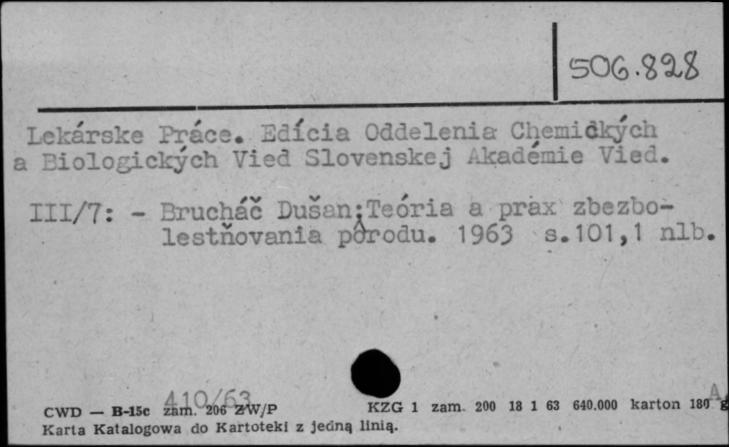 506.828
Lekárske Práce. Edícia Oddelenia Chemických
a Biologických Vied Slovenskej Akadémie Vied.
III/7: - Brucháč Dušan:Teória a prax zbezbo-
lestňovania pôrodu. 1963 s.101,1 nlb.
410/63
CWD — B-15c zam. 206 ZW/P KZG 1 zam. 200 18 1 63 640.000 karton 180 g
Karta Katalogowa do Kartoteki z jedną linią.